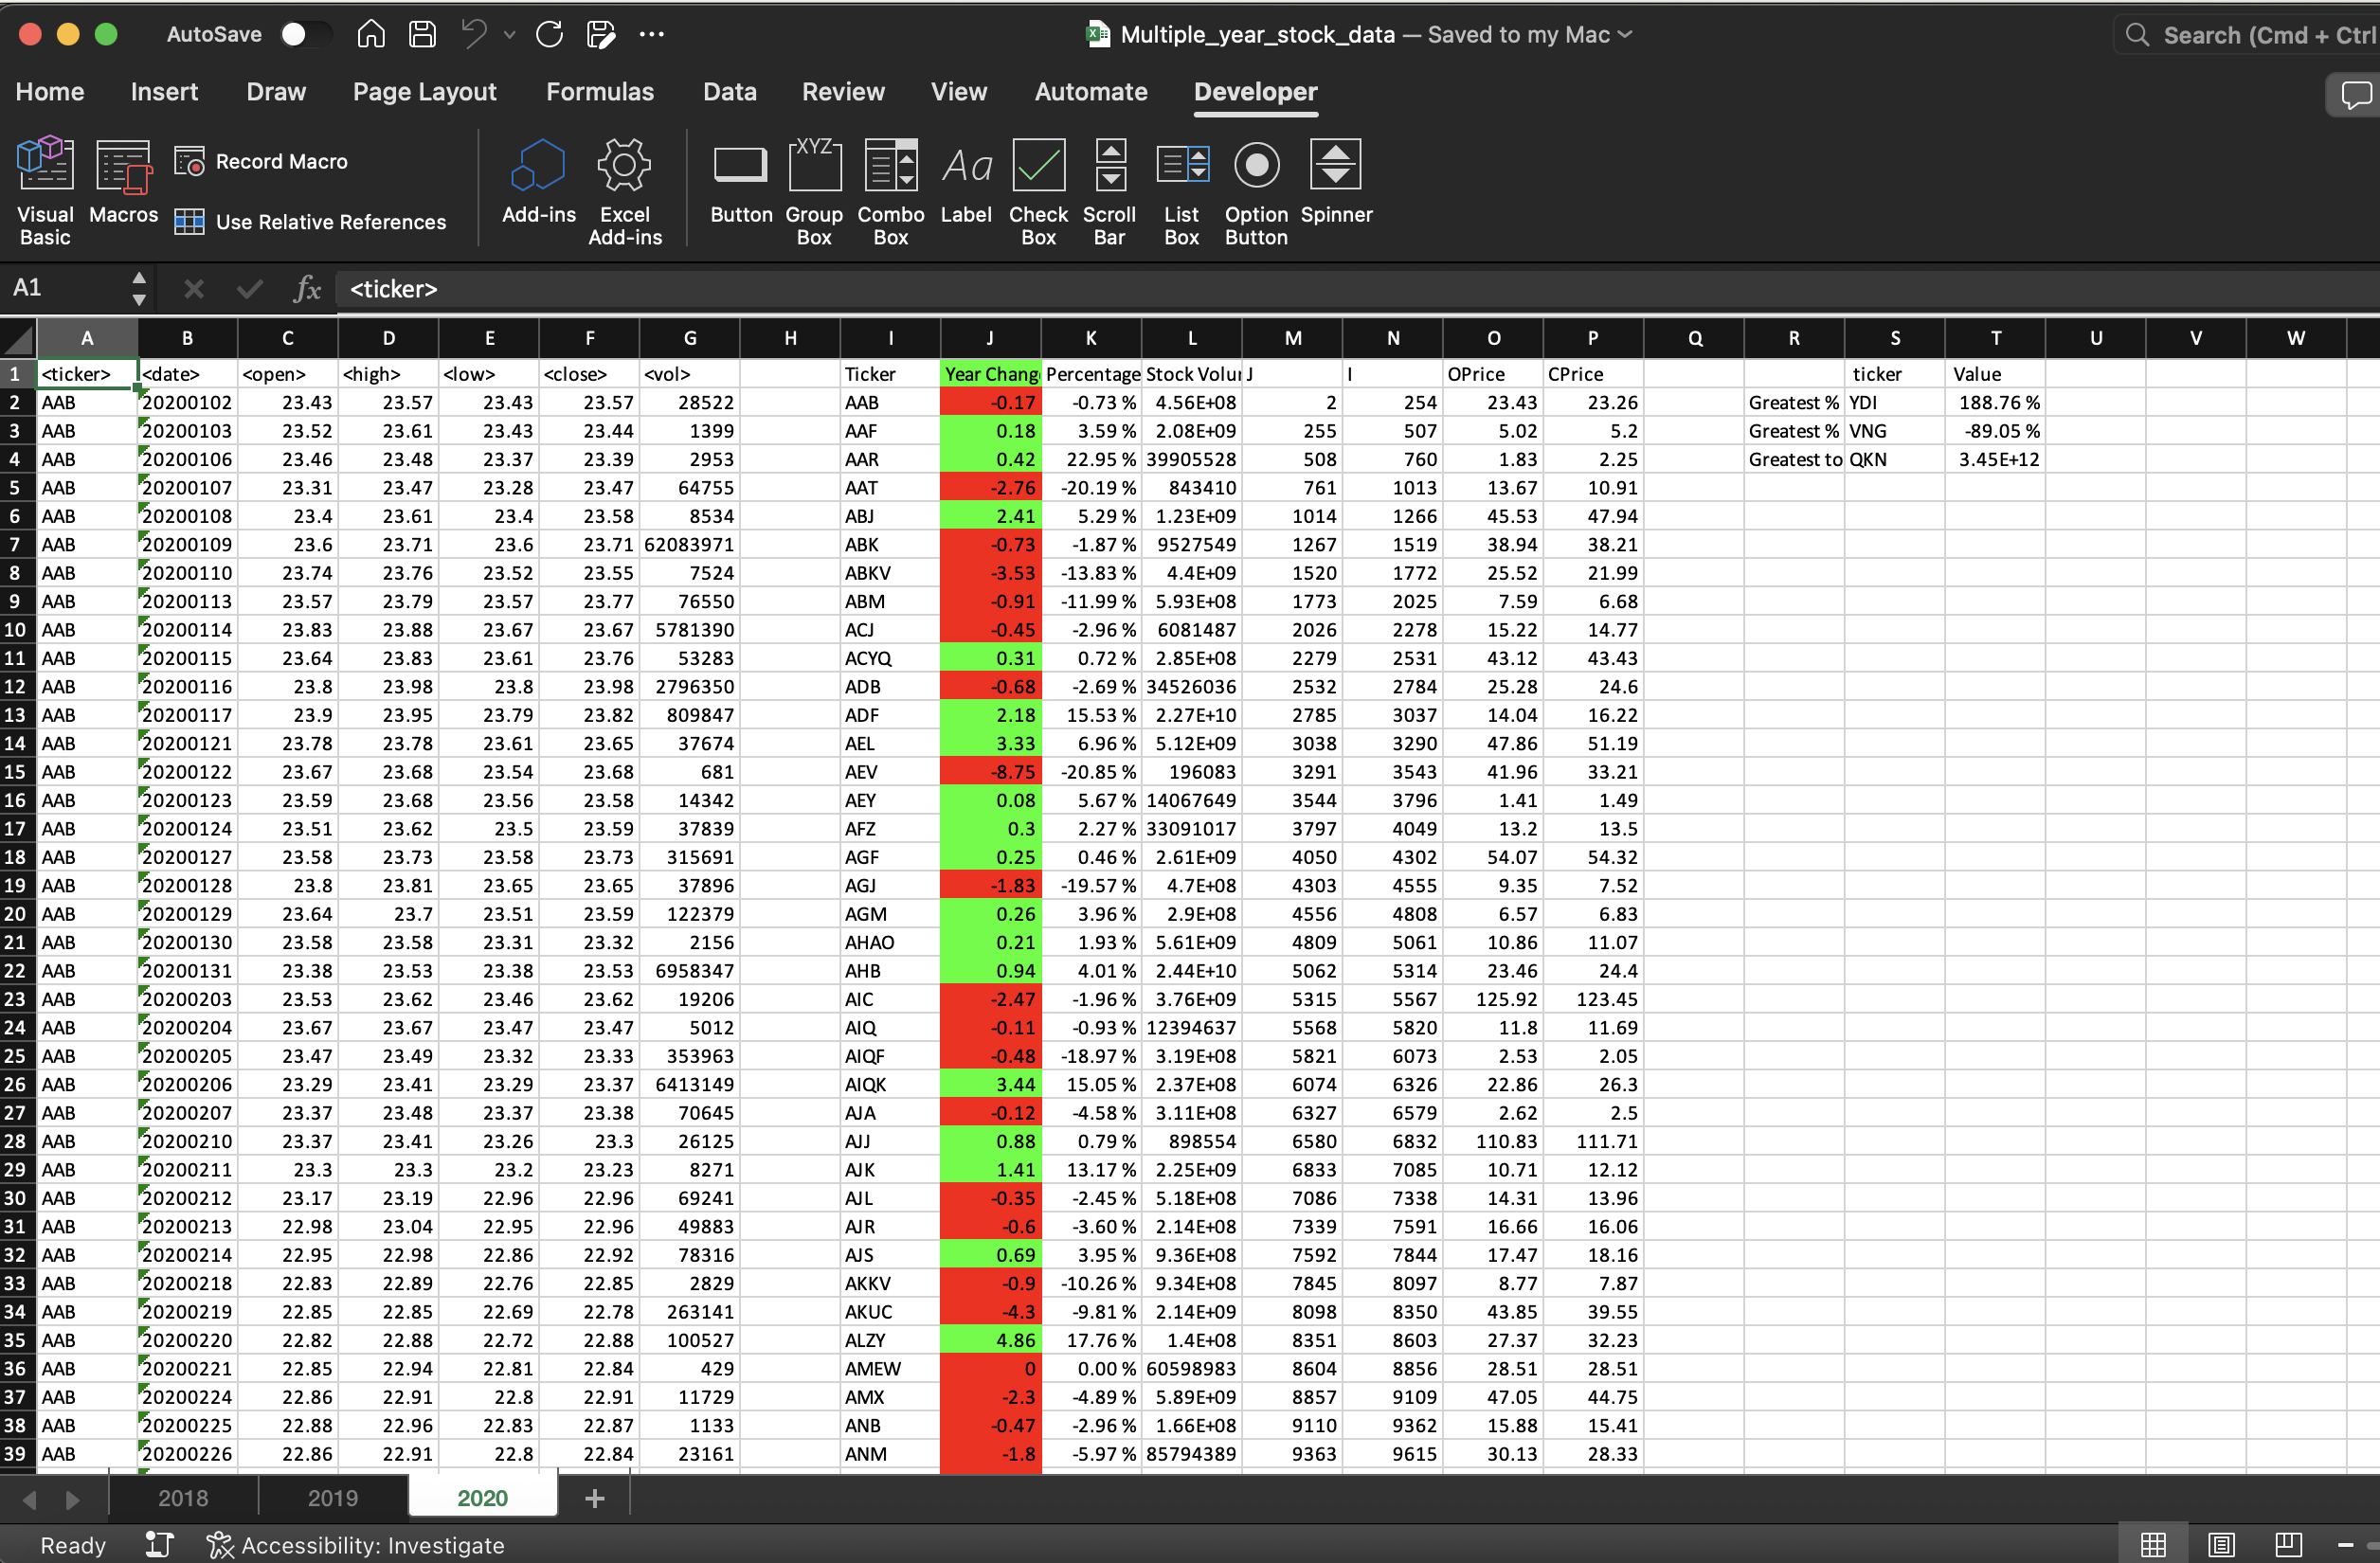 AutoSave Multiple_year_stock_data — Saved to my Mac Search (Cmd + Ctrl
Home Insert Draw Page Layout Formulas Data Review View Automate Developer
Visual Basic Macros Record Macro Use Relative References Add-ins Excel Add-ins Button XYZ Group Box Combo Box Aa Label Check Box Scroll Bar List Box Option Button Spinner
A1 fx <ticker>
A B C D E F G H I J K L M N O P Q R S T U V W
1 <ticker> <date> <open> <high> <low> <close> <vol> Ticker Year Chang Percentage Stock Volu J I OPrice CPrice ticker Value
2 AAB 20200102 23.43 23.57 23.43 23.57 28522 AAB -0.17 -0.73 % 4.56E+08 2 254 23.43 23.26 Greatest % YDI 188.76 %
3 AAB 20200103 23.52 23.61 23.43 23.44 1399 AAF 0.18 3.59 % 2.08E+09 255 507 5.02 5.2 Greatest % VNG -89.05 %
4 AAB 20200106 23.46 23.48 23.37 23.39 2953 AAR 0.42 22.95 % 39905528 508 760 1.83 2.25 Greatest to QKN 3.45E+12
5 AAB 20200107 23.31 23.47 23.28 23.47 64755 AAT -2.76 -20.19 % 843410 761 1013 13.67 10.91
6 AAB 20200108 23.4 23.61 23.4 23.58 8534 ABJ 2.41 5.29 % 1.23E+09 1014 1266 45.53 47.94
7 AAB 20200109 23.6 23.71 23.6 23.71 62083971 ABK -0.73 -1.87 % 9527549 1267 1519 38.94 38.21
8 AAB 20200110 23.74 23.76 23.52 23.55 7524 ABKV -3.53 -13.83 % 4.4E+09 1520 1772 25.52 21.99
9 AAB 20200113 23.57 23.79 23.57 23.77 76550 ABM -0.91 -11.99 % 5.93E+08 1773 2025 7.59 6.68
10 AAB 20200114 23.83 23.88 23.67 23.67 5781390 ACJ -0.45 -2.96 % 6081487 2026 2278 15.22 14.77
11 AAB 20200115 23.64 23.83 23.61 23.76 53283 ACYQ 0.31 0.72 % 2.85E+08 2279 2531 43.12 43.43
12 AAB 20200116 23.8 23.98 23.8 23.98 2796350 ADB -0.68 -2.69 % 34526036 2532 2784 25.28 24.6
13 AAB 20200117 23.9 23.95 23.79 23.82 809847 ADF 2.18 15.53 % 2.27E+10 2785 3037 14.04 16.22
14 AAB 20200121 23.78 23.78 23.61 23.65 37674 AEL 3.33 6.96 % 5.12E+09 3038 3290 47.86 51.19
15 AAB 20200122 23.67 23.68 23.54 23.68 681 AEV -8.75 -20.85 % 196083 3291 3543 41.96 33.21
16 AAB 20200123 23.59 23.68 23.56 23.58 14342 AEY 0.08 5.67 % 14067649 3544 3796 1.41 1.49
17 AAB 20200124 23.51 23.62 23.5 23.59 37839 AFZ 0.3 2.27 % 33091017 3797 4049 13.2 13.5
18 AAB 20200127 23.58 23.73 23.58 23.73 315691 AGF 0.25 0.46 % 2.61E+09 4050 4302 54.07 54.32
19 AAB 20200128 23.8 23.81 23.65 23.65 37896 AGJ -1.83 -19.57 % 4.7E+08 4303 4555 9.35 7.52
20 AAB 20200129 23.64 23.7 23.51 23.59 122379 AGM 0.26 3.96 % 2.9E+08 4556 4808 6.57 6.83
21 AAB 20200130 23.58 23.58 23.31 23.32 2156 AHAO 0.21 1.93 % 5.61E+09 4809 5061 10.86 11.07
22 AAB 20200131 23.38 23.53 23.38 23.53 6958347 AHB 0.94 4.01 % 2.44E+10 5062 5314 23.46 24.4
23 AAB 20200203 23.53 23.62 23.46 23.62 19206 AIC -2.47 -1.96 % 3.76E+09 5315 5567 125.92 123.45
24 AAB 20200204 23.67 23.67 23.47 23.47 5012 AIQ -0.11 -0.93 % 12394637 5568 5820 11.8 11.69
25 AAB 20200205 23.47 23.49 23.32 23.33 353963 AIQF -0.48 -18.97 % 3.19E+08 5821 6073 2.53 2.05
26 AAB 20200206 23.29 23.41 23.29 23.37 6413149 AIQK 3.44 15.05 % 2.37E+08 6074 6326 22.86 26.3
27 AAB 20200207 23.37 23.48 23.37 23.38 70645 AJA -0.12 -4.58 % 3.11E+08 6327 6579 2.62 2.5
28 AAB 20200210 23.37 23.41 23.26 23.3 26125 AJJ 0.88 0.79 % 898554 6580 6832 110.83 111.71
29 AAB 20200211 23.3 23.3 23.2 23.23 8271 AJK 1.41 13.17 % 2.25E+09 6833 7085 10.71 12.12
30 AAB 20200212 23.17 23.19 22.96 22.96 69241 AJL -0.35 -2.45 % 5.18E+08 7086 7338 14.31 13.96
31 AAB 20200213 22.98 23.04 22.95 22.96 49883 AJR -0.6 -3.60 % 2.14E+08 7339 7591 16.66 16.06
32 AAB 20200214 22.95 22.98 22.86 22.92 78316 AJS 0.69 3.95 % 9.36E+08 7592 7844 17.47 18.16
33 AAB 20200218 22.83 22.89 22.76 22.85 2829 AKKV -0.9 -10.26 % 9.34E+08 7845 8097 8.77 7.87
34 AAB 20200219 22.85 22.85 22.69 22.78 263141 AKUC -4.3 -9.81 % 2.14E+09 8098 8350 43.85 39.55
35 AAB 20200220 22.82 22.88 22.72 22.88 100527 ALZY 4.86 17.76 % 1.4E+08 8351 8603 27.37 32.23
36 AAB 20200221 22.85 22.94 22.81 22.84 429 AMEW 0 0.00 % 60598983 8604 8856 28.51 28.51
37 AAB 20200224 22.86 22.91 22.8 22.91 11729 AMX -2.3 -4.89 % 5.89E+09 8857 9109 47.05 44.75
38 AAB 20200225 22.88 22.96 22.83 22.87 1133 ANB -0.47 -2.96 % 1.66E+08 9110 9362 15.88 15.41
39 AAB 20200226 22.86 22.91 22.8 22.84 23161 ANM -1.8 -5.97 % 85794389 9363 9615 30.13 28.33
2018 2019 2020 +
Ready Accessibility: Investigate